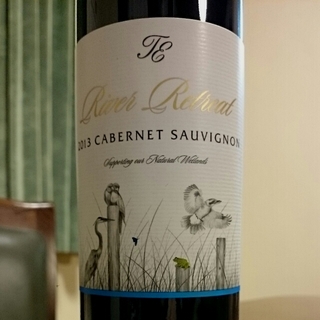 TE
River Retreat
2013 CABERNET SAUVIGNON
Supporting our Natural Wetlands